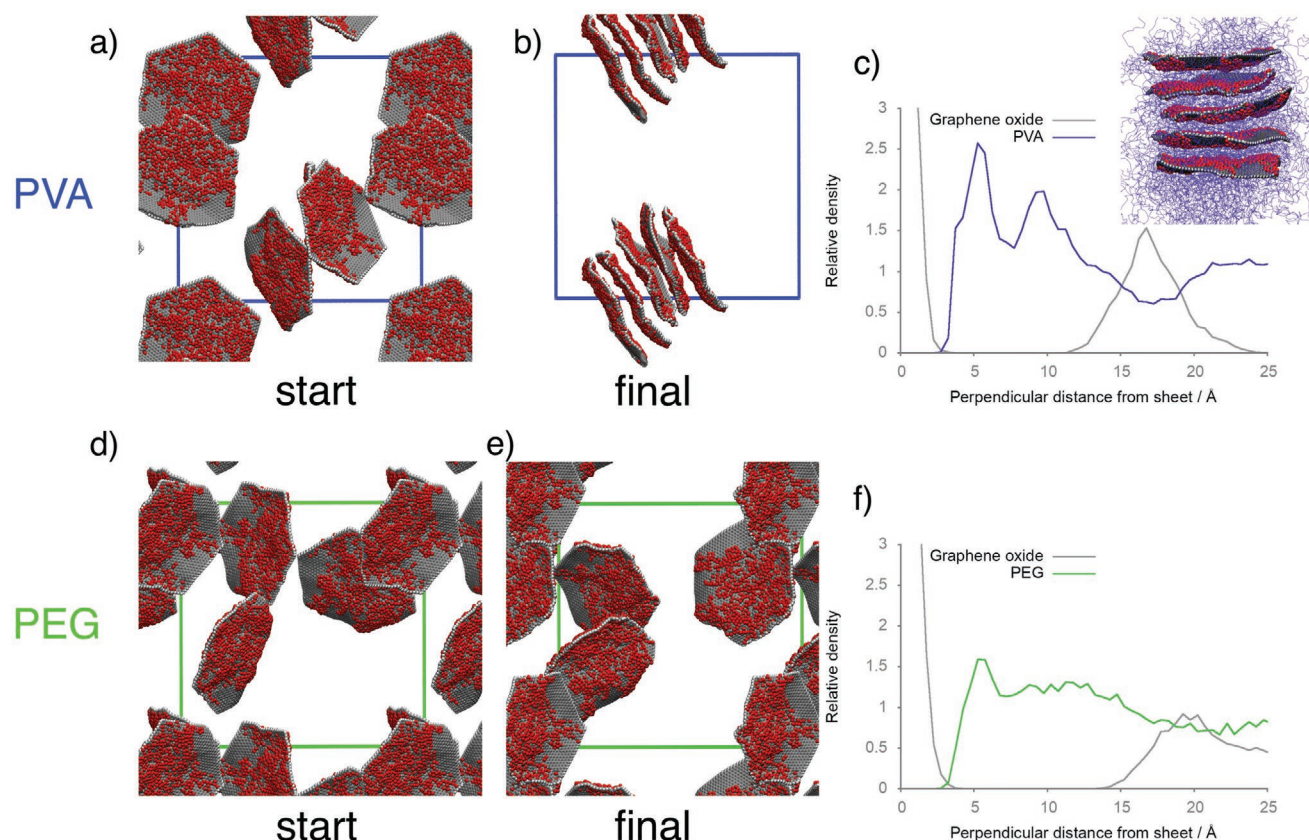 a)
b)
c)
PVA
start
final
Graphene oxide
PVA
Relative density
3
2.5
2
1.5
1
0.5
0
0 5 10 15 20 25
Perpendicular distance from sheet / Å
d)
e)
f)
PEG
start
final
Graphene oxide
PEG
Relative density
3
2.5
2
1.5
1
0.5
0
0 5 10 15 20 25
Perpendicular distance from sheet / Å